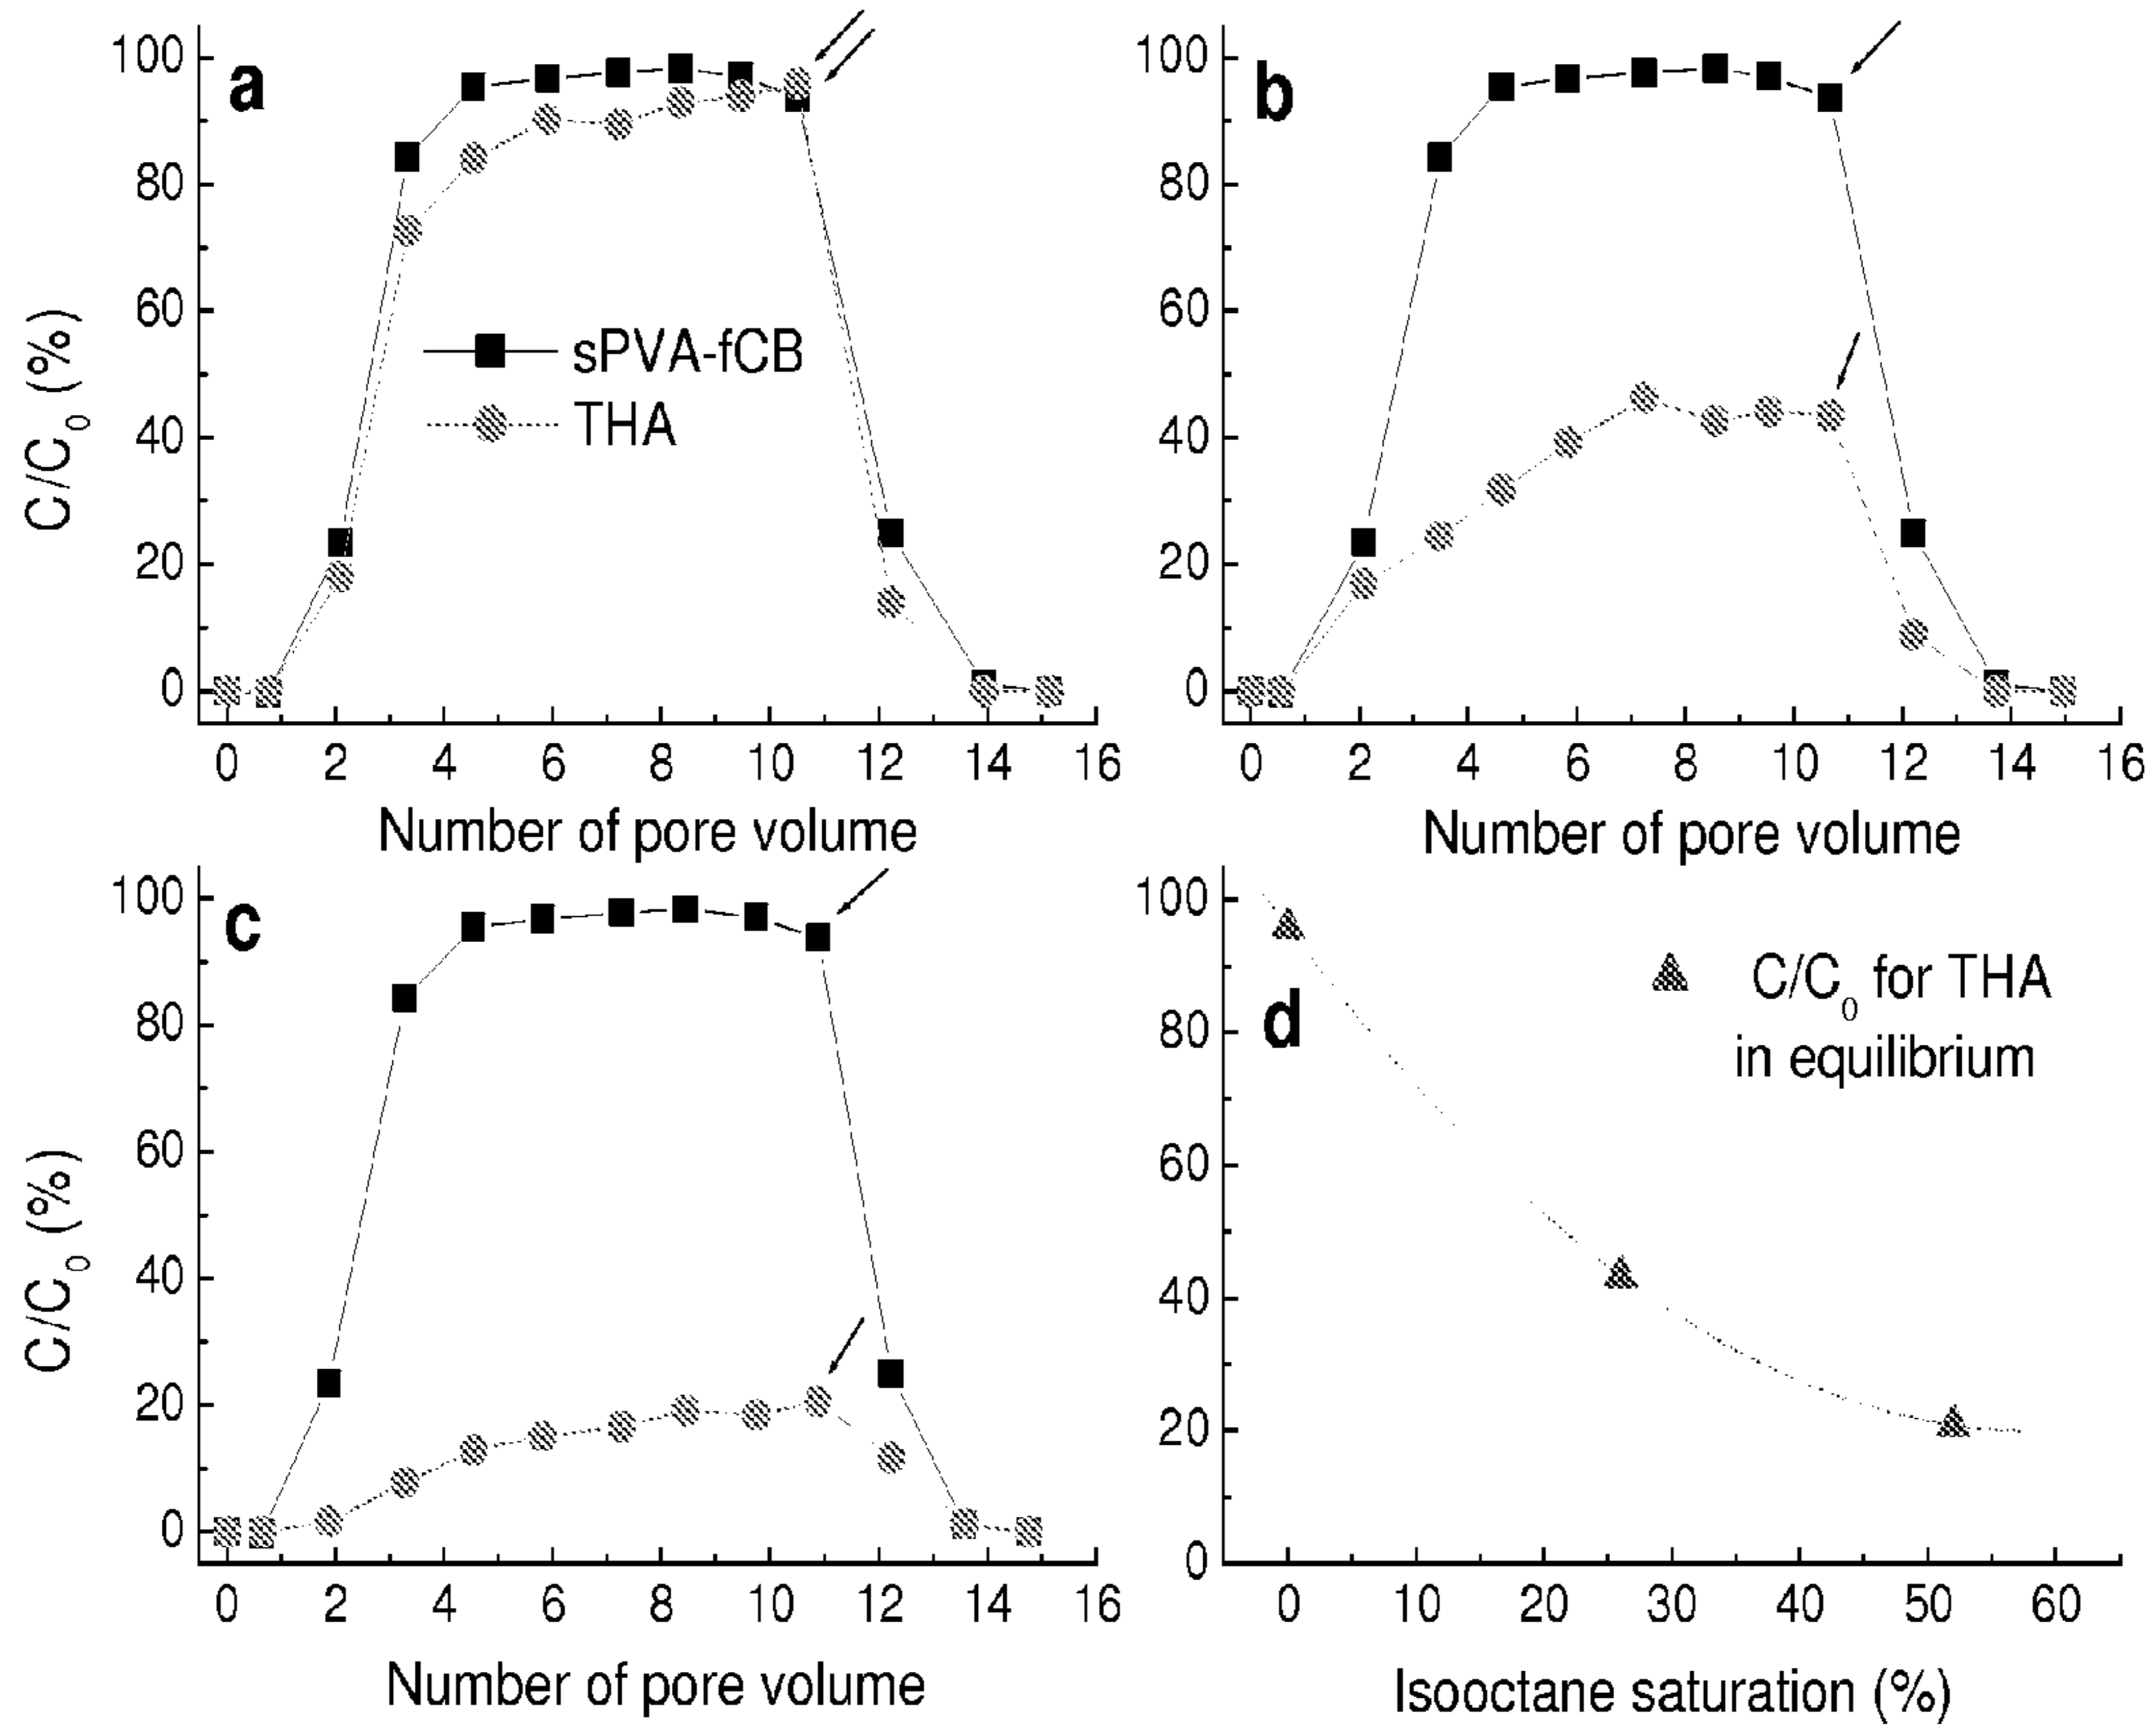 a
100
80
60
40
20
0
C/C0 (%)
sPVA-fCB
THA
0 2 4 6 8 10 12 14 16
Number of pore volume
b
100
80
60
40
20
0
0 2 4 6 8 10 12 14 16
Number of pore volume
c
100
80
60
40
20
0
C/C0 (%)
0 2 4 6 8 10 12 14 16
Number of pore volume
d
100
80
60
40
20
0
C/C0 for THA
in equilibrium
0 10 20 30 40 50 60
Isooctane saturation (%)